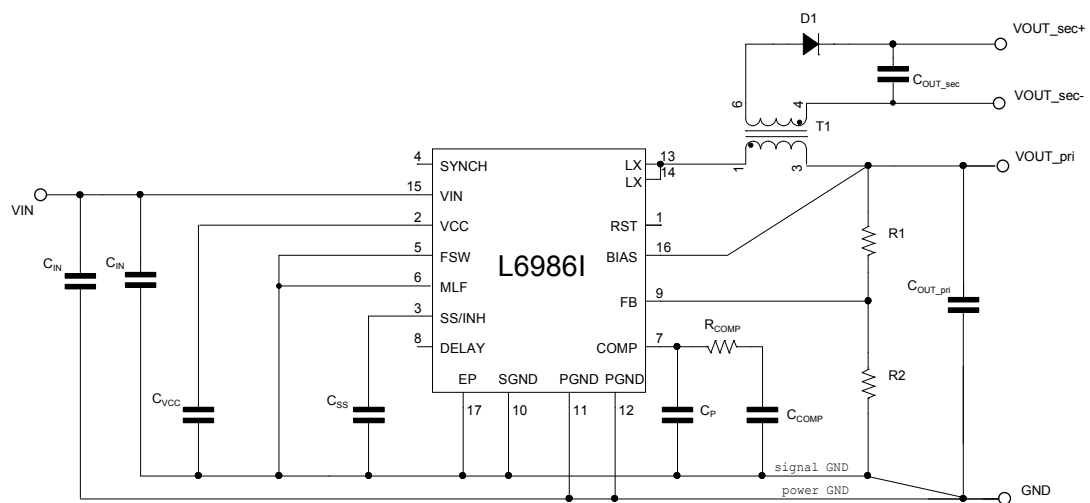 D1
VOUT_sec+
COUT_sec
6
4
VOUT_sec-
T1
1
3
VOUT_pri
4
SYNCH
LX
13
LX
14
15
VIN
VIN
2
VCC
RST
1
5
FSW
BIAS
16
R1
CIN
CIN
L6986I
6
MLF
FB
9
COUT_pri
3
SS/INH
RCOMP
8
DELAY
COMP
7
R2
EP
SGND
PGND
PGND
CVCC
CSS
17
10
11
12
CP
CCOMP
signal GND
power GND
GND